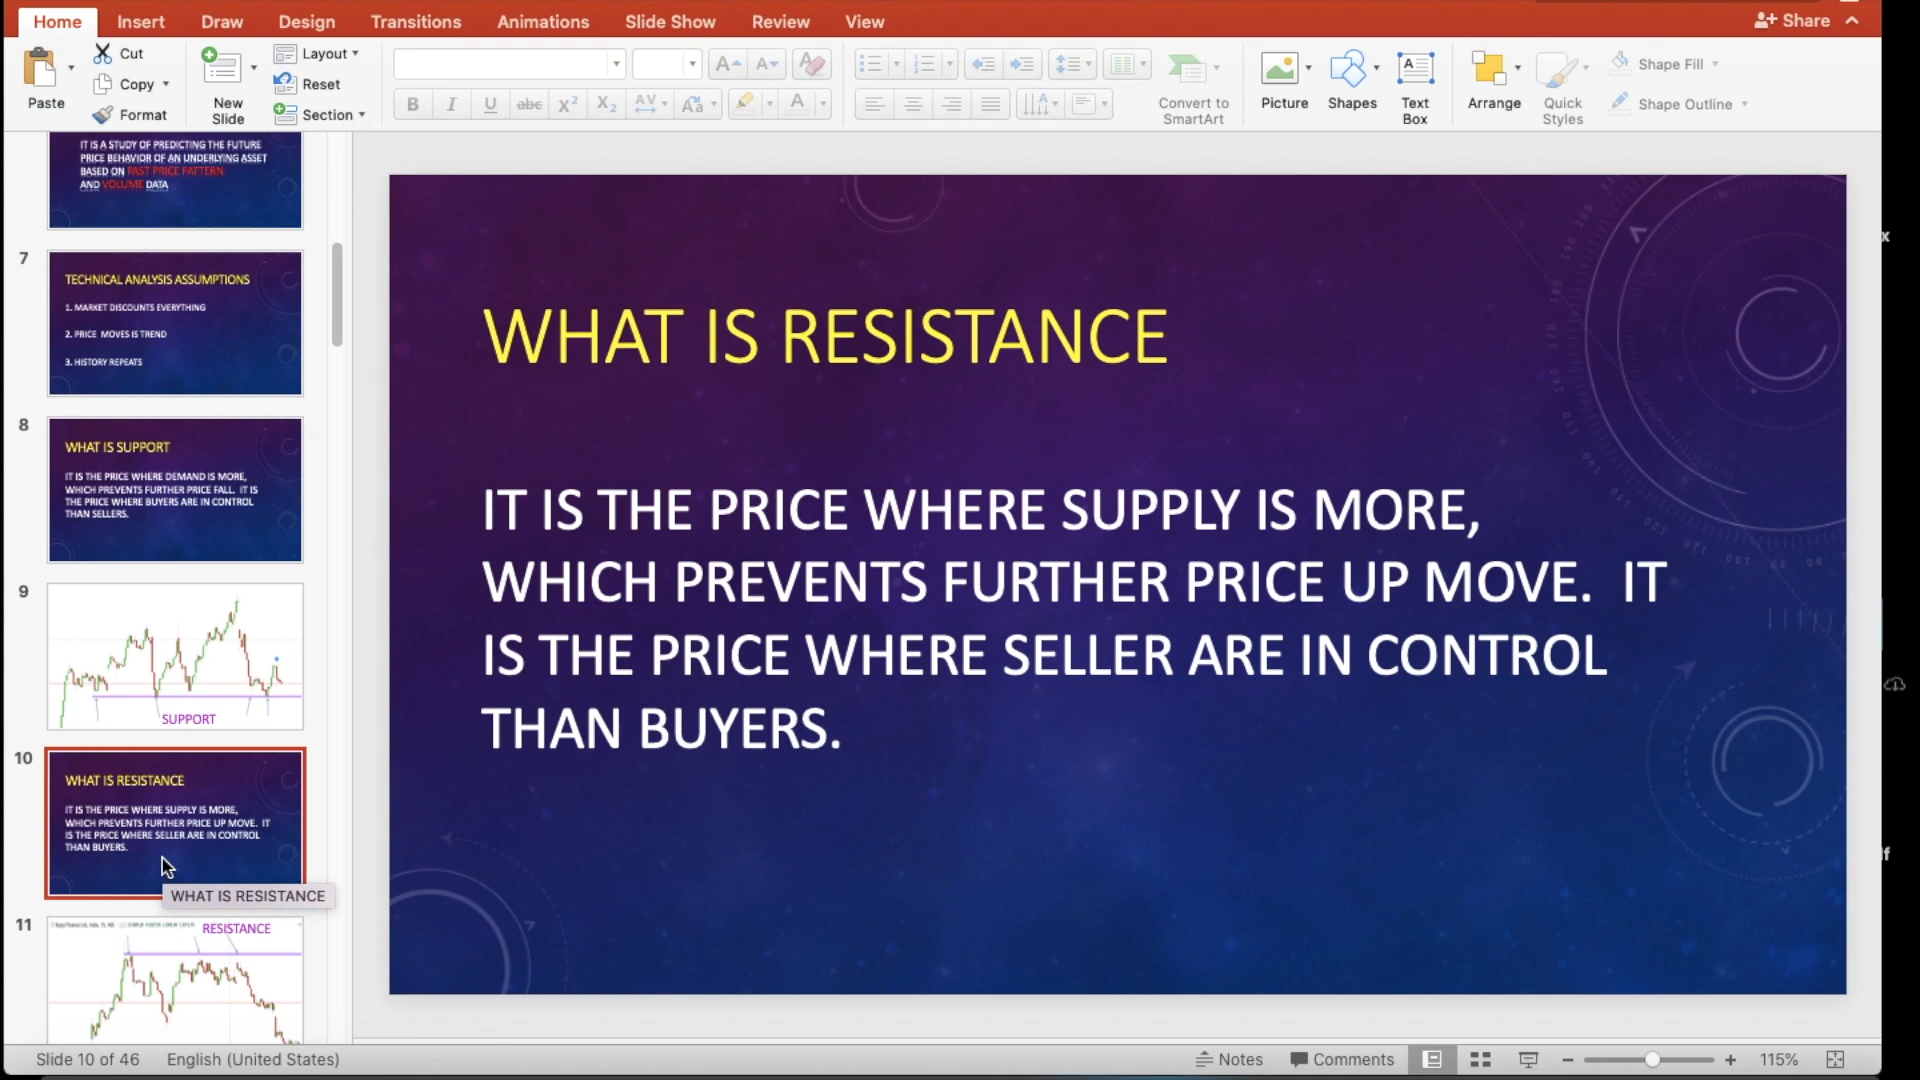 Home Insert Draw Design Transitions Animations Slide Show Review View Share
Paste
Cut
Copy
Format
New Slide
Layout
Reset
Section
Convert to SmartArt
Picture
Shapes
Text Box
Arrange
Quick Styles
Shape Fill
Shape Outline
IT IS A STUDY OF PREDICTING THE FUTURE
PRICE BEHAVIOR OF AN UNDERLYING ASSET
BASED ON PAST PRICE PATTERN
AND VOLUME DATA
7
TECHNICAL ANALYSIS ASSUMPTIONS
1. MARKET DISCOUNTS EVERYTHING
2. PRICE MOVES IS TREND
3. HISTORY REPEATS
8
WHAT IS SUPPORT
IT IS THE PRICE WHERE DEMAND IS MORE,
WHICH PREVENTS FURTHER PRICE FALL. IT IS
THE PRICE WHERE BUYERS ARE IN CONTROL
THAN SELLERS.
9
SUPPORT
10
WHAT IS RESISTANCE
IT IS THE PRICE WHERE SUPPLY IS MORE,
WHICH PREVENTS FURTHER PRICE UP MOVE. IT
IS THE PRICE WHERE SELLER ARE IN CONTROL
THAN BUYERS.
WHAT IS RESISTANCE
11
RESISTANCE
WHAT IS RESISTANCE
IT IS THE PRICE WHERE SUPPLY IS MORE,
WHICH PREVENTS FURTHER PRICE UP MOVE. IT
IS THE PRICE WHERE SELLER ARE IN CONTROL
THAN BUYERS.
Slide 10 of 46 English (United States) Notes Comments 115%